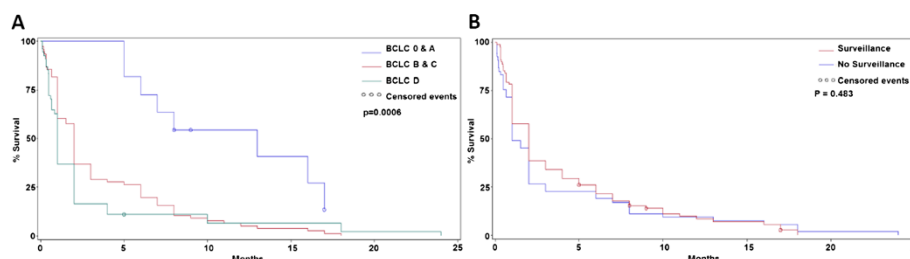 A
100
75
50
25
0
% Survival
0 5 10 15 20 25
Months
BCLC 0 & A
BCLC B & C
BCLC D
Censored events
p=0.0006
B
100
75
50
25
0
% Survival
0 5 10 15 20
Months
Surveillance
No Surveillance
Censored events
P = 0.483